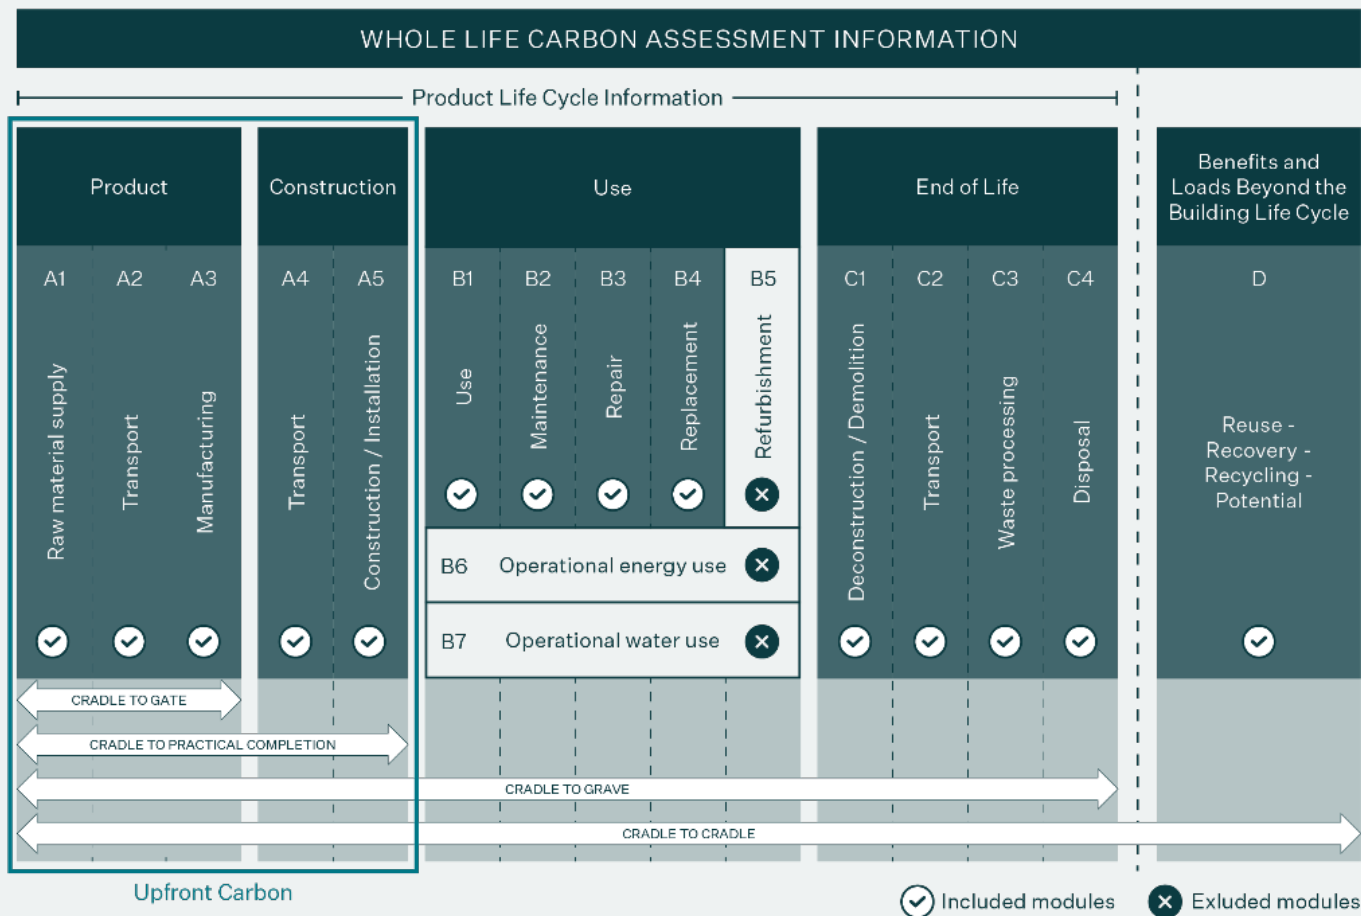 WHOLE LIFE CARBON ASSESSMENT INFORMATION
Product Life Cycle Information
Product
Construction
Use
End of Life
Benefits and
Loads Beyond the
Building Life Cycle
A1
A2
A3
A4
A5
B1
B2
B3
B4
B5
C1
C2
C3
C4
D
Raw material supply
Transport
Manufacturing
Transport
Construction / Installation
Use
Maintenance
Repair
Replacement
Refurbishment
B6 Operational energy use
B7 Operational water use
Deconstruction / Demolition
Transport
Waste processing
Disposal
Reuse -
Recovery -
Recycling -
Potential
CRADLE TO GATE
CRADLE TO PRACTICAL COMPLETION
CRADLE TO GRAVE
CRADLE TO CRADLE
Upfront Carbon
Included modules
Exluded modules